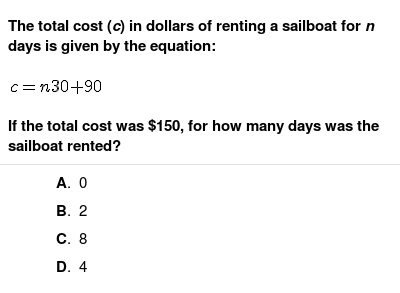 The total cost (c) in dollars of renting a sailboat for n
days is given by the equation:
c = n30+90
If the total cost was $150, for how many days was the
sailboat rented?
A. 0
B. 2
C. 8
D. 4